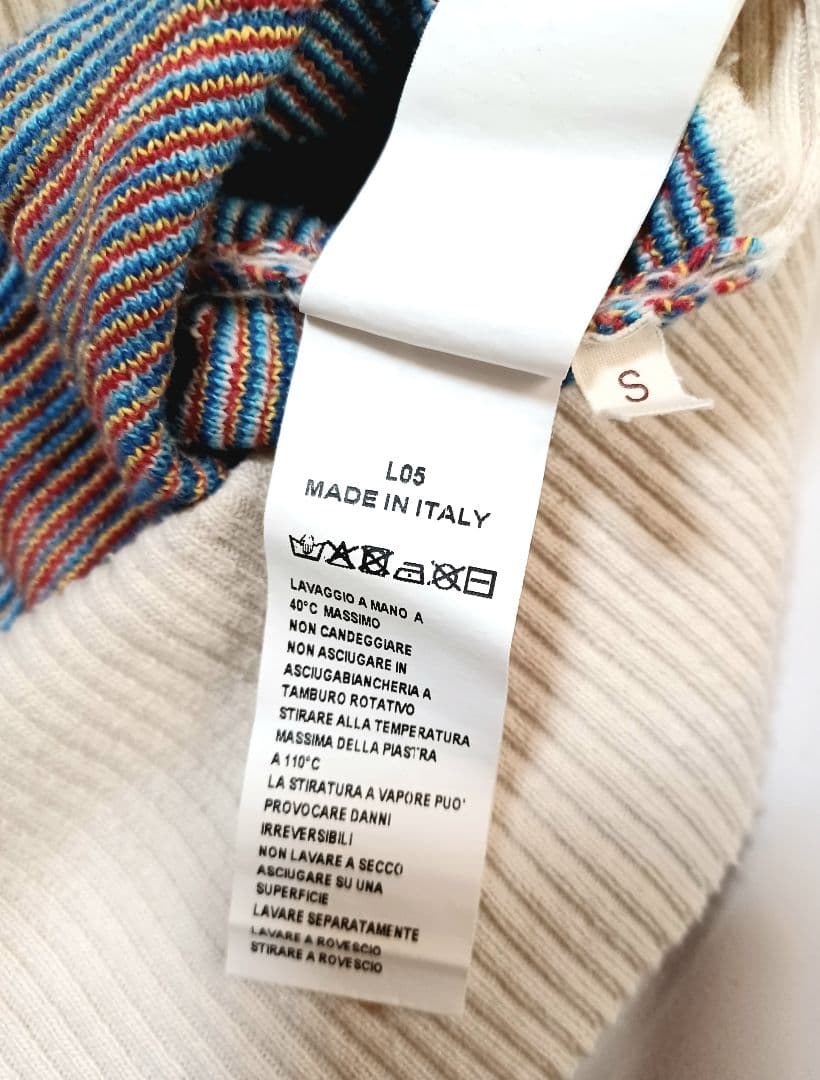 S
L05
MADE IN ITALY
LAVAGGIO A MANO A
40°C MASSIMO
NON CANDEGGIARE
NON ASCIUGARE IN
ASCIUGABIANCHERIA A
TAMBURO ROTATIVO
STIRARE ALLA TEMPERATURA
MASSIMA DELLA PIASTRA
A 110°C
LA STIRATURA A VAPORE PUO'
PROVOCARE DANNI
IRREVERSIBILI
NON LAVARE A SECCO
ASCIUGARE SU UNA
SUPERFICIE
LAVARE SEPARATAMENTE
LAVARE A ROVESCIO
STIRARE A ROVESCIO